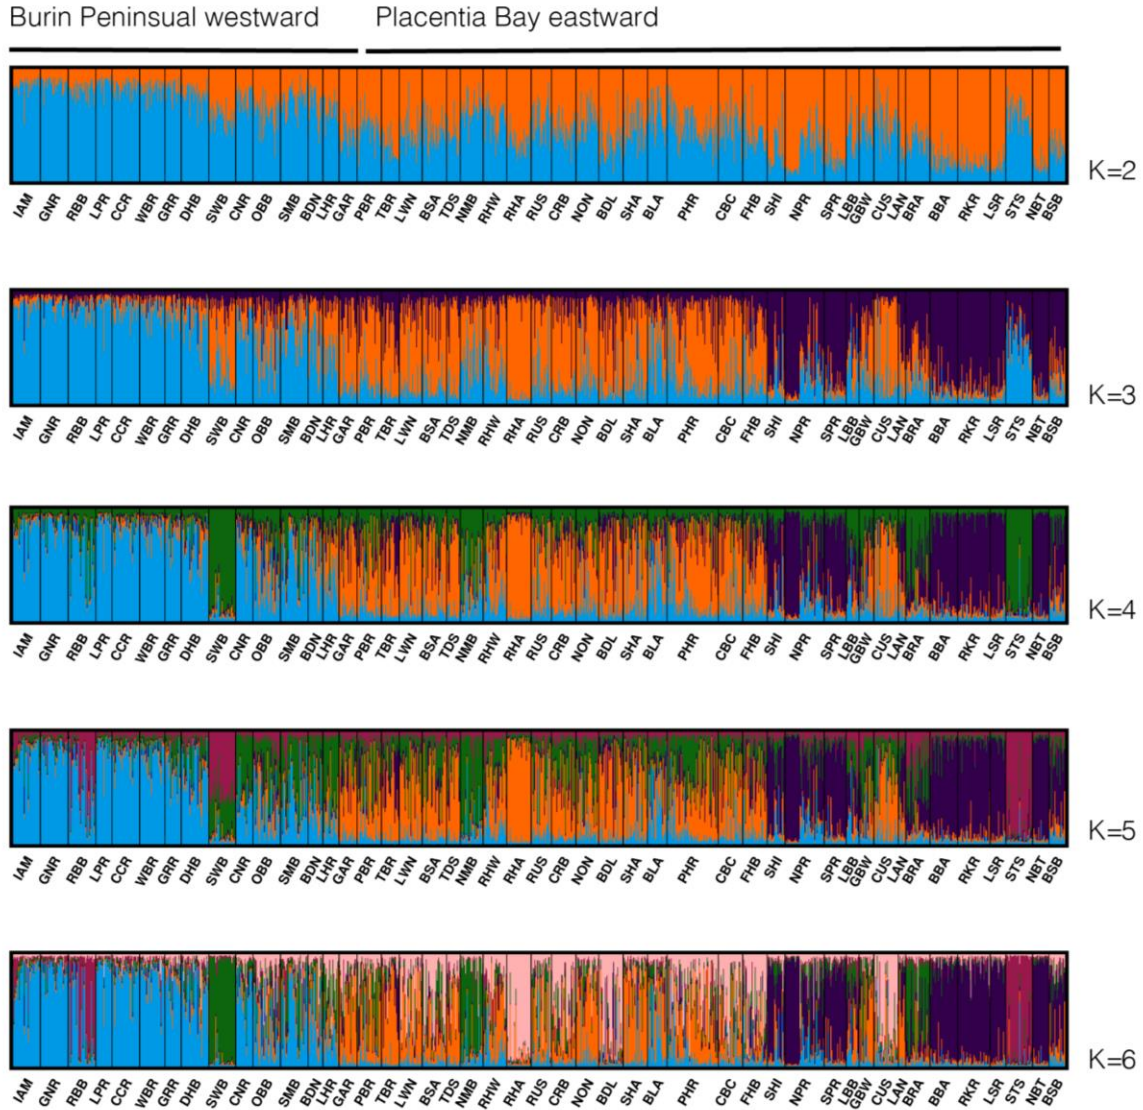 Burin Peninsual westward Placentia Bay eastward
K=2
IAM GNR RBB LPR CCR WBR GRR DHB SWB CNR OBB SMB BDN LHR GAR PBR TBR LWN BSA TDS NMB RHW RHA RUS CRB NON BDL SHA BLA PHR CBC FHB SHI NPR SPR LBB GBW CUS LAN BRA BBA RKR LSR STS NBT BSB
K=3
IAM GNR RBB LPR CCR WBR GRR DHB SWB CNR OBB SMB BDN LHR GAR PBR TBR LWN BSA TDS NMB RHW RHA RUS CRB NON BDL SHA BLA PHR CBC FHB SHI NPR SPR LBB GBW CUS LAN BRA BBA RKR LSR STS NBT BSB
K=4
IAM GNR RBB LPR CCR WBR GRR DHB SWB CNR OBB SMB BDN LHR GAR PBR TBR LWN BSA TDS NMB RHW RHA RUS CRB NON BDL SHA BLA PHR CBC FHB SHI NPR SPR LBB GBW CUS LAN BRA BBA RKR LSR STS NBT BSB
K=5
IAM GNR RBB LPR CCR WBR GRR DHB SWB CNR OBB SMB BDN LHR GAR PBR TBR LWN BSA TDS NMB RHW RHA RUS CRB NON BDL SHA BLA PHR CBC FHB SHI NPR SPR LBB GBW CUS LAN BRA BBA RKR LSR STS NBT BSB
K=6
IAM GNR RBB LPR CCR WBR GRR DHB SWB CNR OBB SMB BDN LHR GAR PBR TBR LWN BSA TDS NMB RHW RHA RUS CRB NON BDL SHA BLA PHR CBC FHB SHI NPR SPR LBB GBW CUS LAN BRA BBA RKR LSR STS NBT BSB